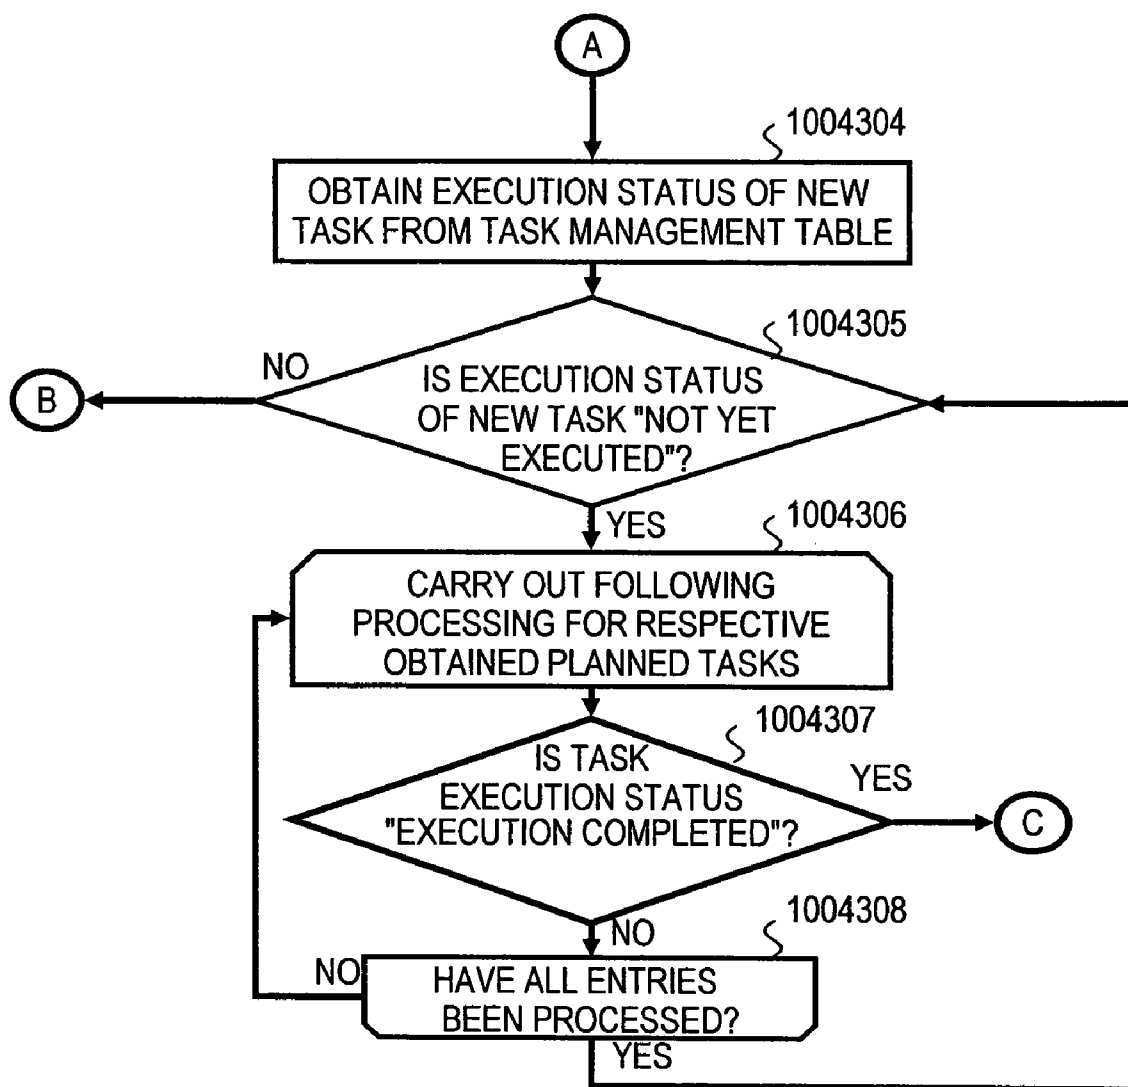 A
1004304
OBTAIN EXECUTION STATUS OF NEW
TASK FROM TASK MANAGEMENT TABLE
1004305
NO
B
IS EXECUTION STATUS
OF NEW TASK "NOT YET
EXECUTED"?
YES
1004306
CARRY OUT FOLLOWING
PROCESSING FOR RESPECTIVE
OBTAINED PLANNED TASKS
1004307
IS TASK
EXECUTION STATUS
"EXECUTION COMPLETED"?
YES
C
NO
1004308
NO
HAVE ALL ENTRIES
BEEN PROCESSED?
YES